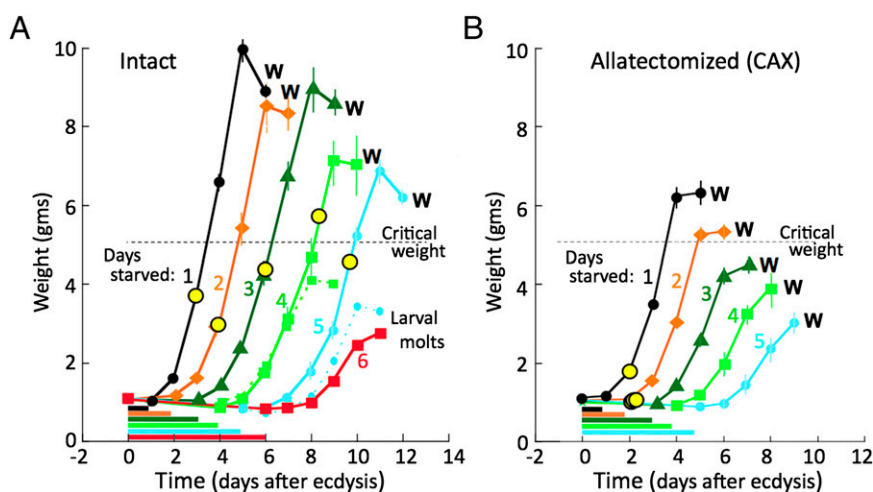 A
Intact
Weight (gms)
10
8
6
4
2
0
-2
0
2
4
6
8
10
12
14
Time (days after ecdysis)
Days
starved:
1
2
3
4
5
6
W
W
W
W
W
Critical
weight
Larval
molts
B
Allatectomized (CAX)
Weight (gms)
10
8
6
4
2
0
-2
0
2
4
6
8
10
12
Time (days after ecdysis)
Days
starved:
1
2
3
4
5
W
W
W
W
W
Critical
weight